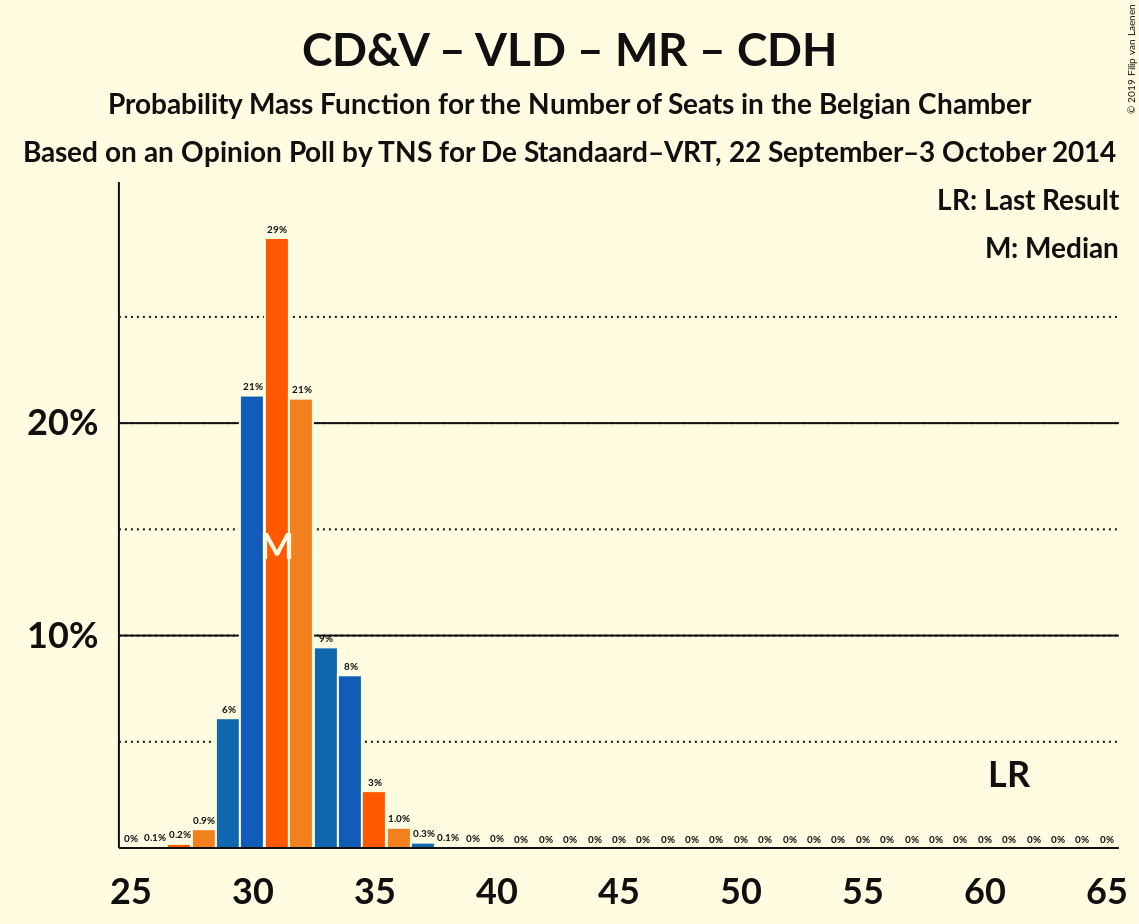 CD&V – VLD – MR – CDH
Probability Mass Function for the Number of Seats in the Belgian Chamber
Based on an Opinion Poll by TNS for De Standaard–VRT, 22 September–3 October 2014
© 2019 Filip van Laenen
LR: Last Result
M: Median
20%
10%
0% 0.1% 0.2% 0.9% 6% 21% 29% 21% 9% 8% 3% 1.0% 0.3% 0.1% 0% 0% 0% 0% 0% 0% 0% 0% 0% 0% 0% 0% 0% 0% 0% 0% 0% 0% 0% 0% 0% 0% 0% 0% 0% 0% 0%
M
LR
25 30 35 40 45 50 55 60 65